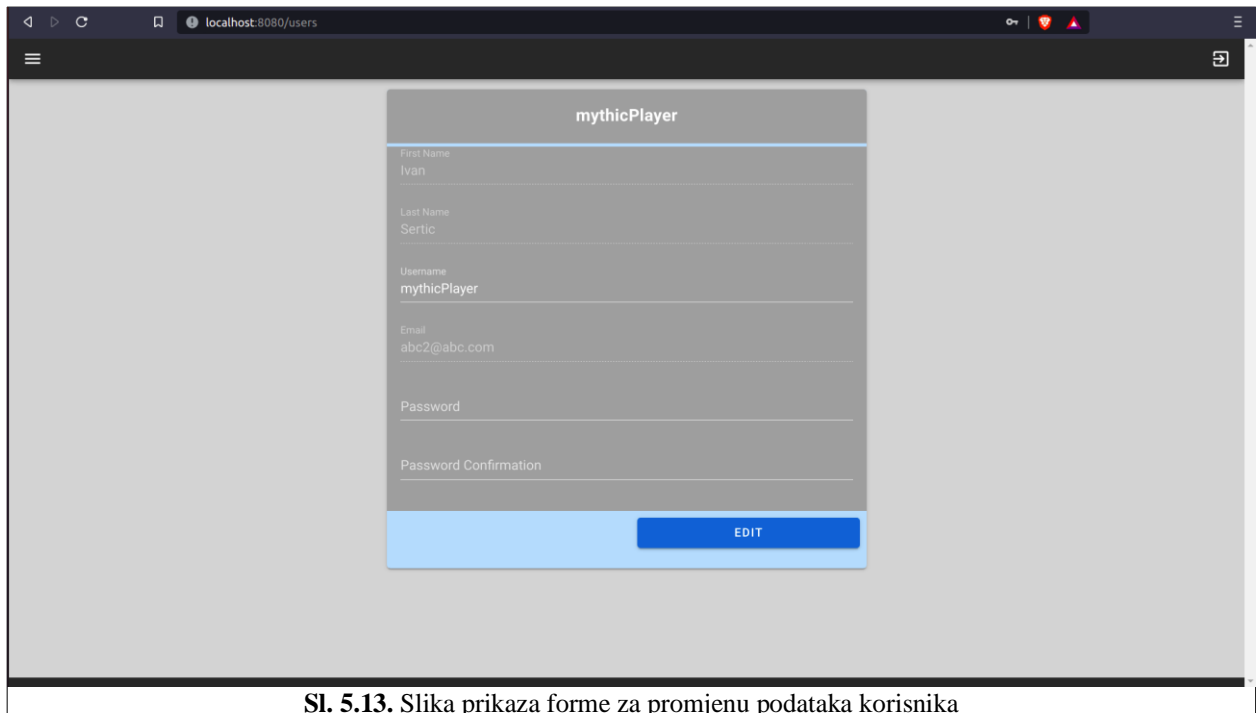 localhost:8080/users
mythicPlayer
First Name
Ivan
Last Name
Sertic
Username
mythicPlayer
Email
abc2@abc.com
Password
Password Confirmation
EDIT
Sl. 5.13. Slika prikaza forme za promjenu podataka korisnika